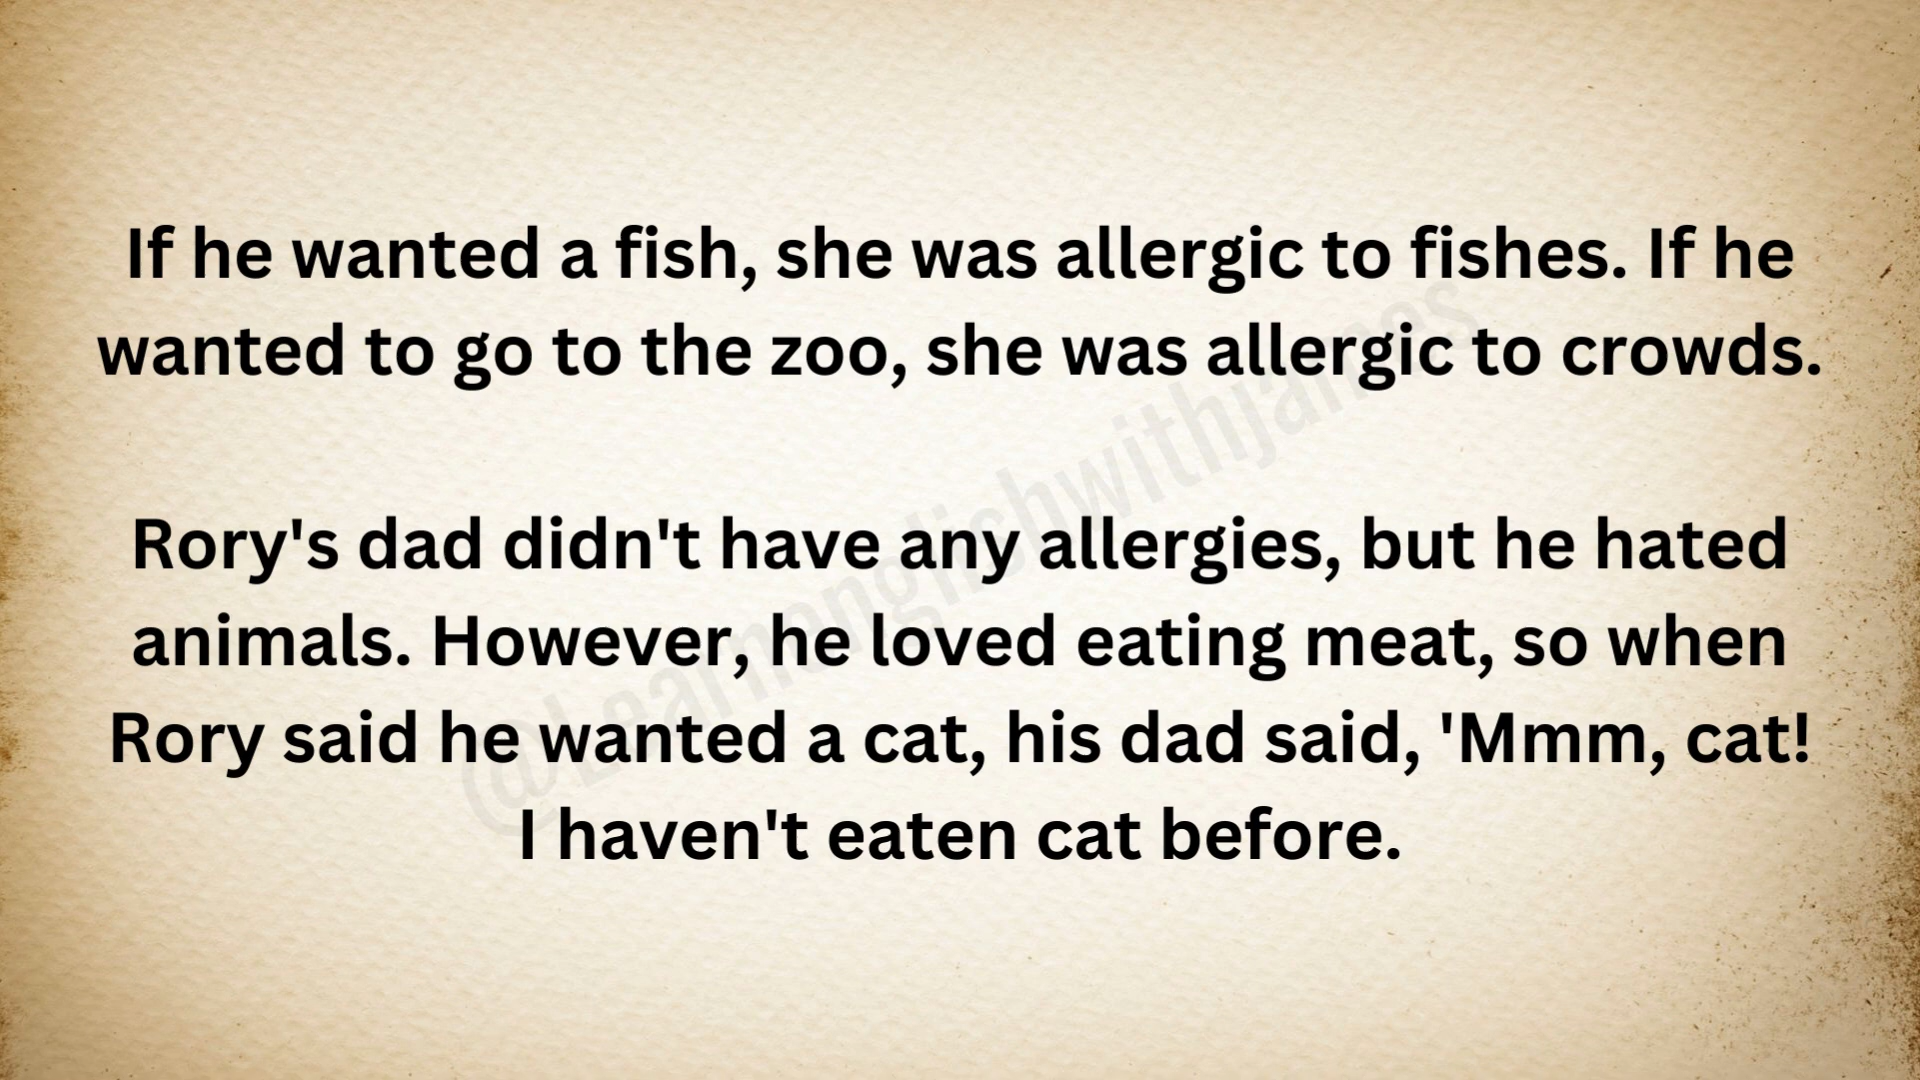 If he wanted a fish, she was allergic to fishes. If he
wanted to go to the zoo, she was allergic to crowds.
Rory's dad didn't have any allergies, but he hated
animals. However, he loved eating meat, so when
Rory said he wanted a cat, his dad said, 'Mmm, cat!
I haven't eaten cat before.
@Learnenglishwithjames